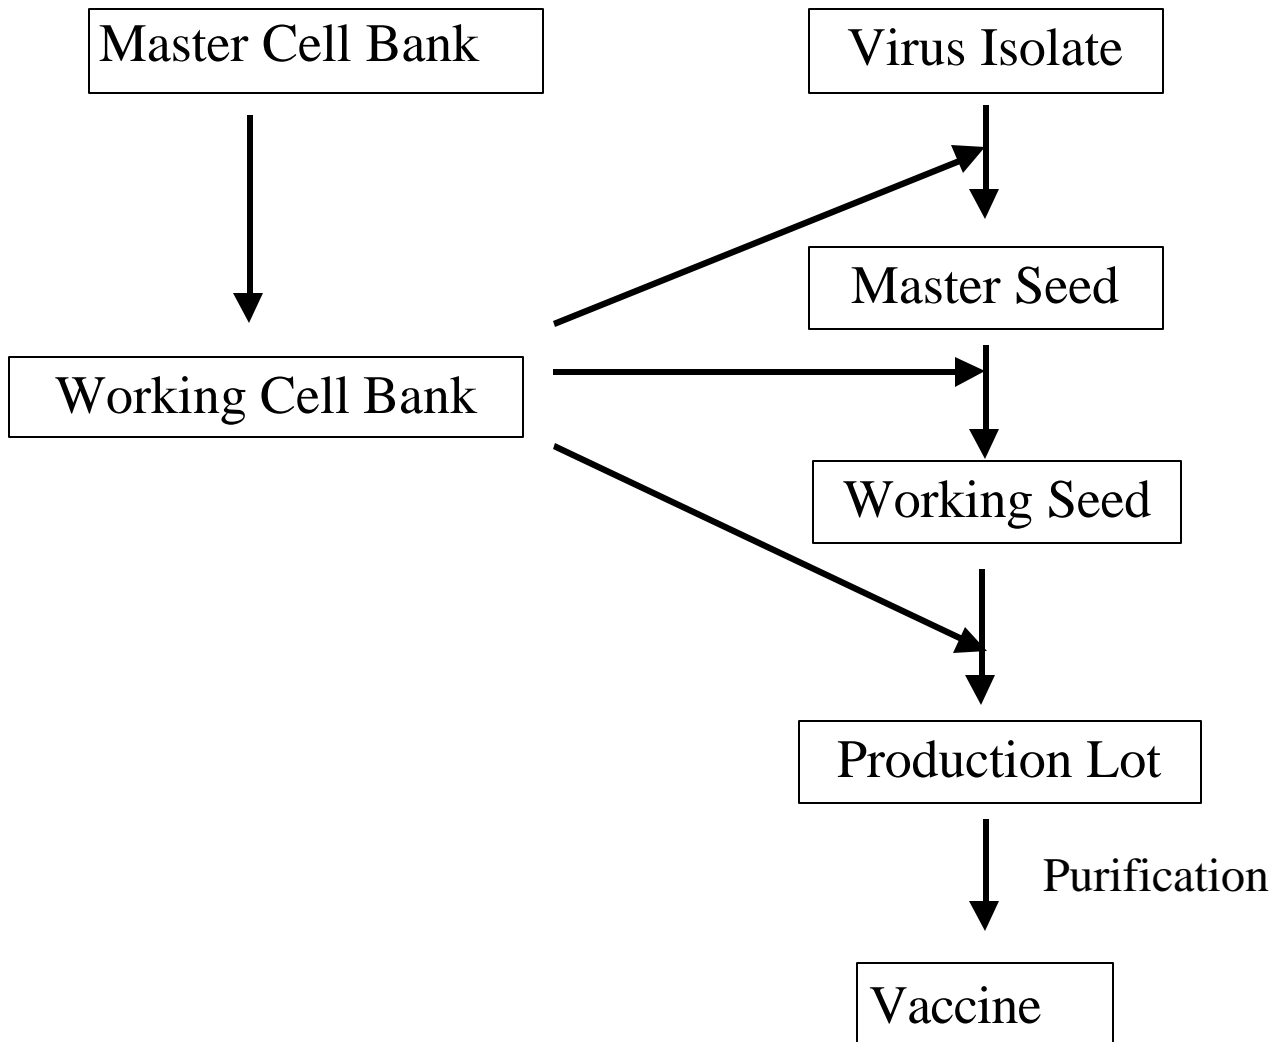 Master Cell Bank
Virus Isolate
Master Seed
Working Cell Bank
Working Seed
Production Lot
Purification
Vaccine